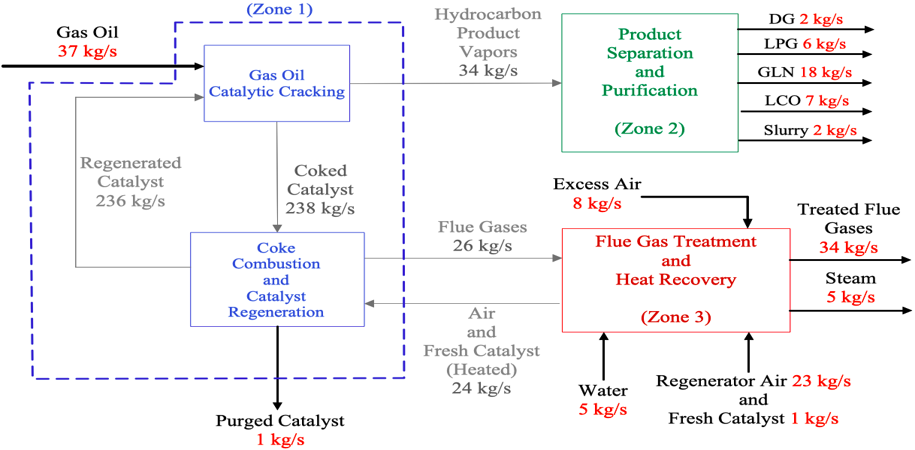 (Zone 1)
Gas Oil
37 kg/s
Gas Oil
Catalytic Cracking
Hydrocarbon
Product
Vapors
34 kg/s
Product
Separation
and
Purification
(Zone 2)
DG 2 kg/s
LPG 6 kg/s
GLN 18 kg/s
LCO 7 kg/s
Slurry 2 kg/s
Regenerated
Catalyst
236 kg/s
Coked
Catalyst
238 kg/s
Coke
Combustion
and
Catalyst
Regeneration
Flue Gases
26 kg/s
Air
and
Fresh Catalyst
(Heated)
24 kg/s
Excess Air
8 kg/s
Flue Gas Treatment
and
Heat Recovery
(Zone 3)
Treated Flue
Gases
34 kg/s
Steam
5 kg/s
Purged Catalyst
1 kg/s
Water
5 kg/s
Regenerator Air 23 kg/s
and
Fresh Catalyst 1 kg/s